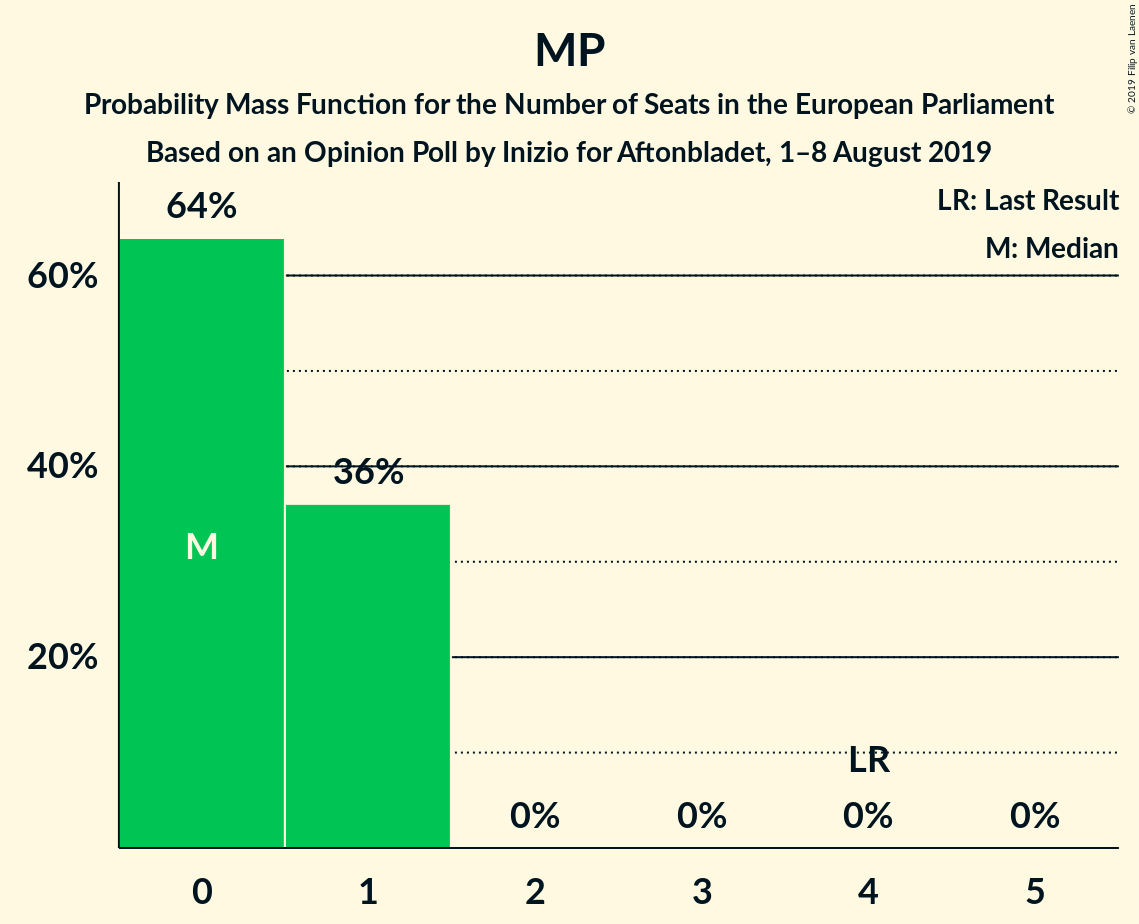 MP
Probability Mass Function for the Number of Seats in the European Parliament
Based on an Opinion Poll by Inizio for Aftonbladet, 1–8 August 2019
© 2019 Filip van Laenen
LR: Last Result
M: Median
64%
60%
40%
36%
M
20%
LR
0%
0%
0%
0%
0
1
2
3
4
5